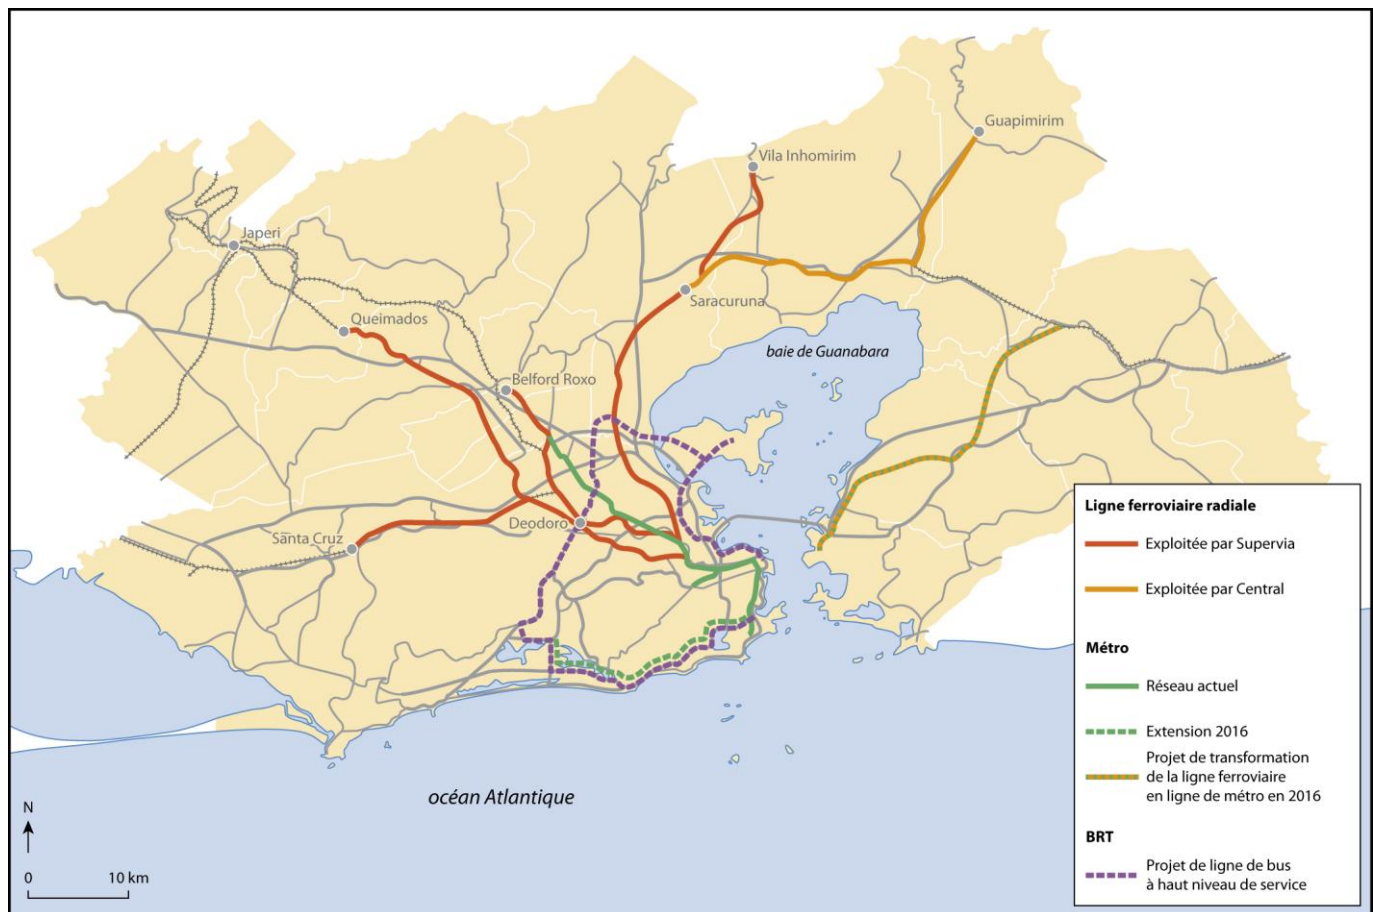 Guapimirim
Vila Inhomirim
Japeri
Saracuruna
Queimados
baie de Guanabara
Belford Roxo
Deodoro
Santa Cruz
océan Atlantique
N
0 10 km
Ligne ferroviaire radiale
Exploitée par Supervia
Exploitée par Central
Métro
Réseau actuel
Extension 2016
Projet de transformation
de la ligne ferroviaire
en ligne de métro en 2016
BRT
Projet de ligne de bus
à haut niveau de service